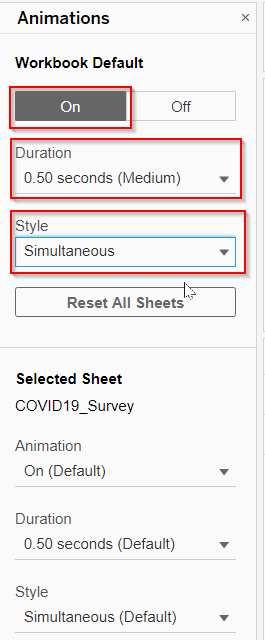 Animations
Workbook Default
On
Off
Duration
0.50 seconds (Medium)
Style
Simultaneous
Reset All Sheets
Selected Sheet
COVID19_Survey
Animation
On (Default)
Duration
0.50 seconds (Default)
Style
Simultaneous (Default)